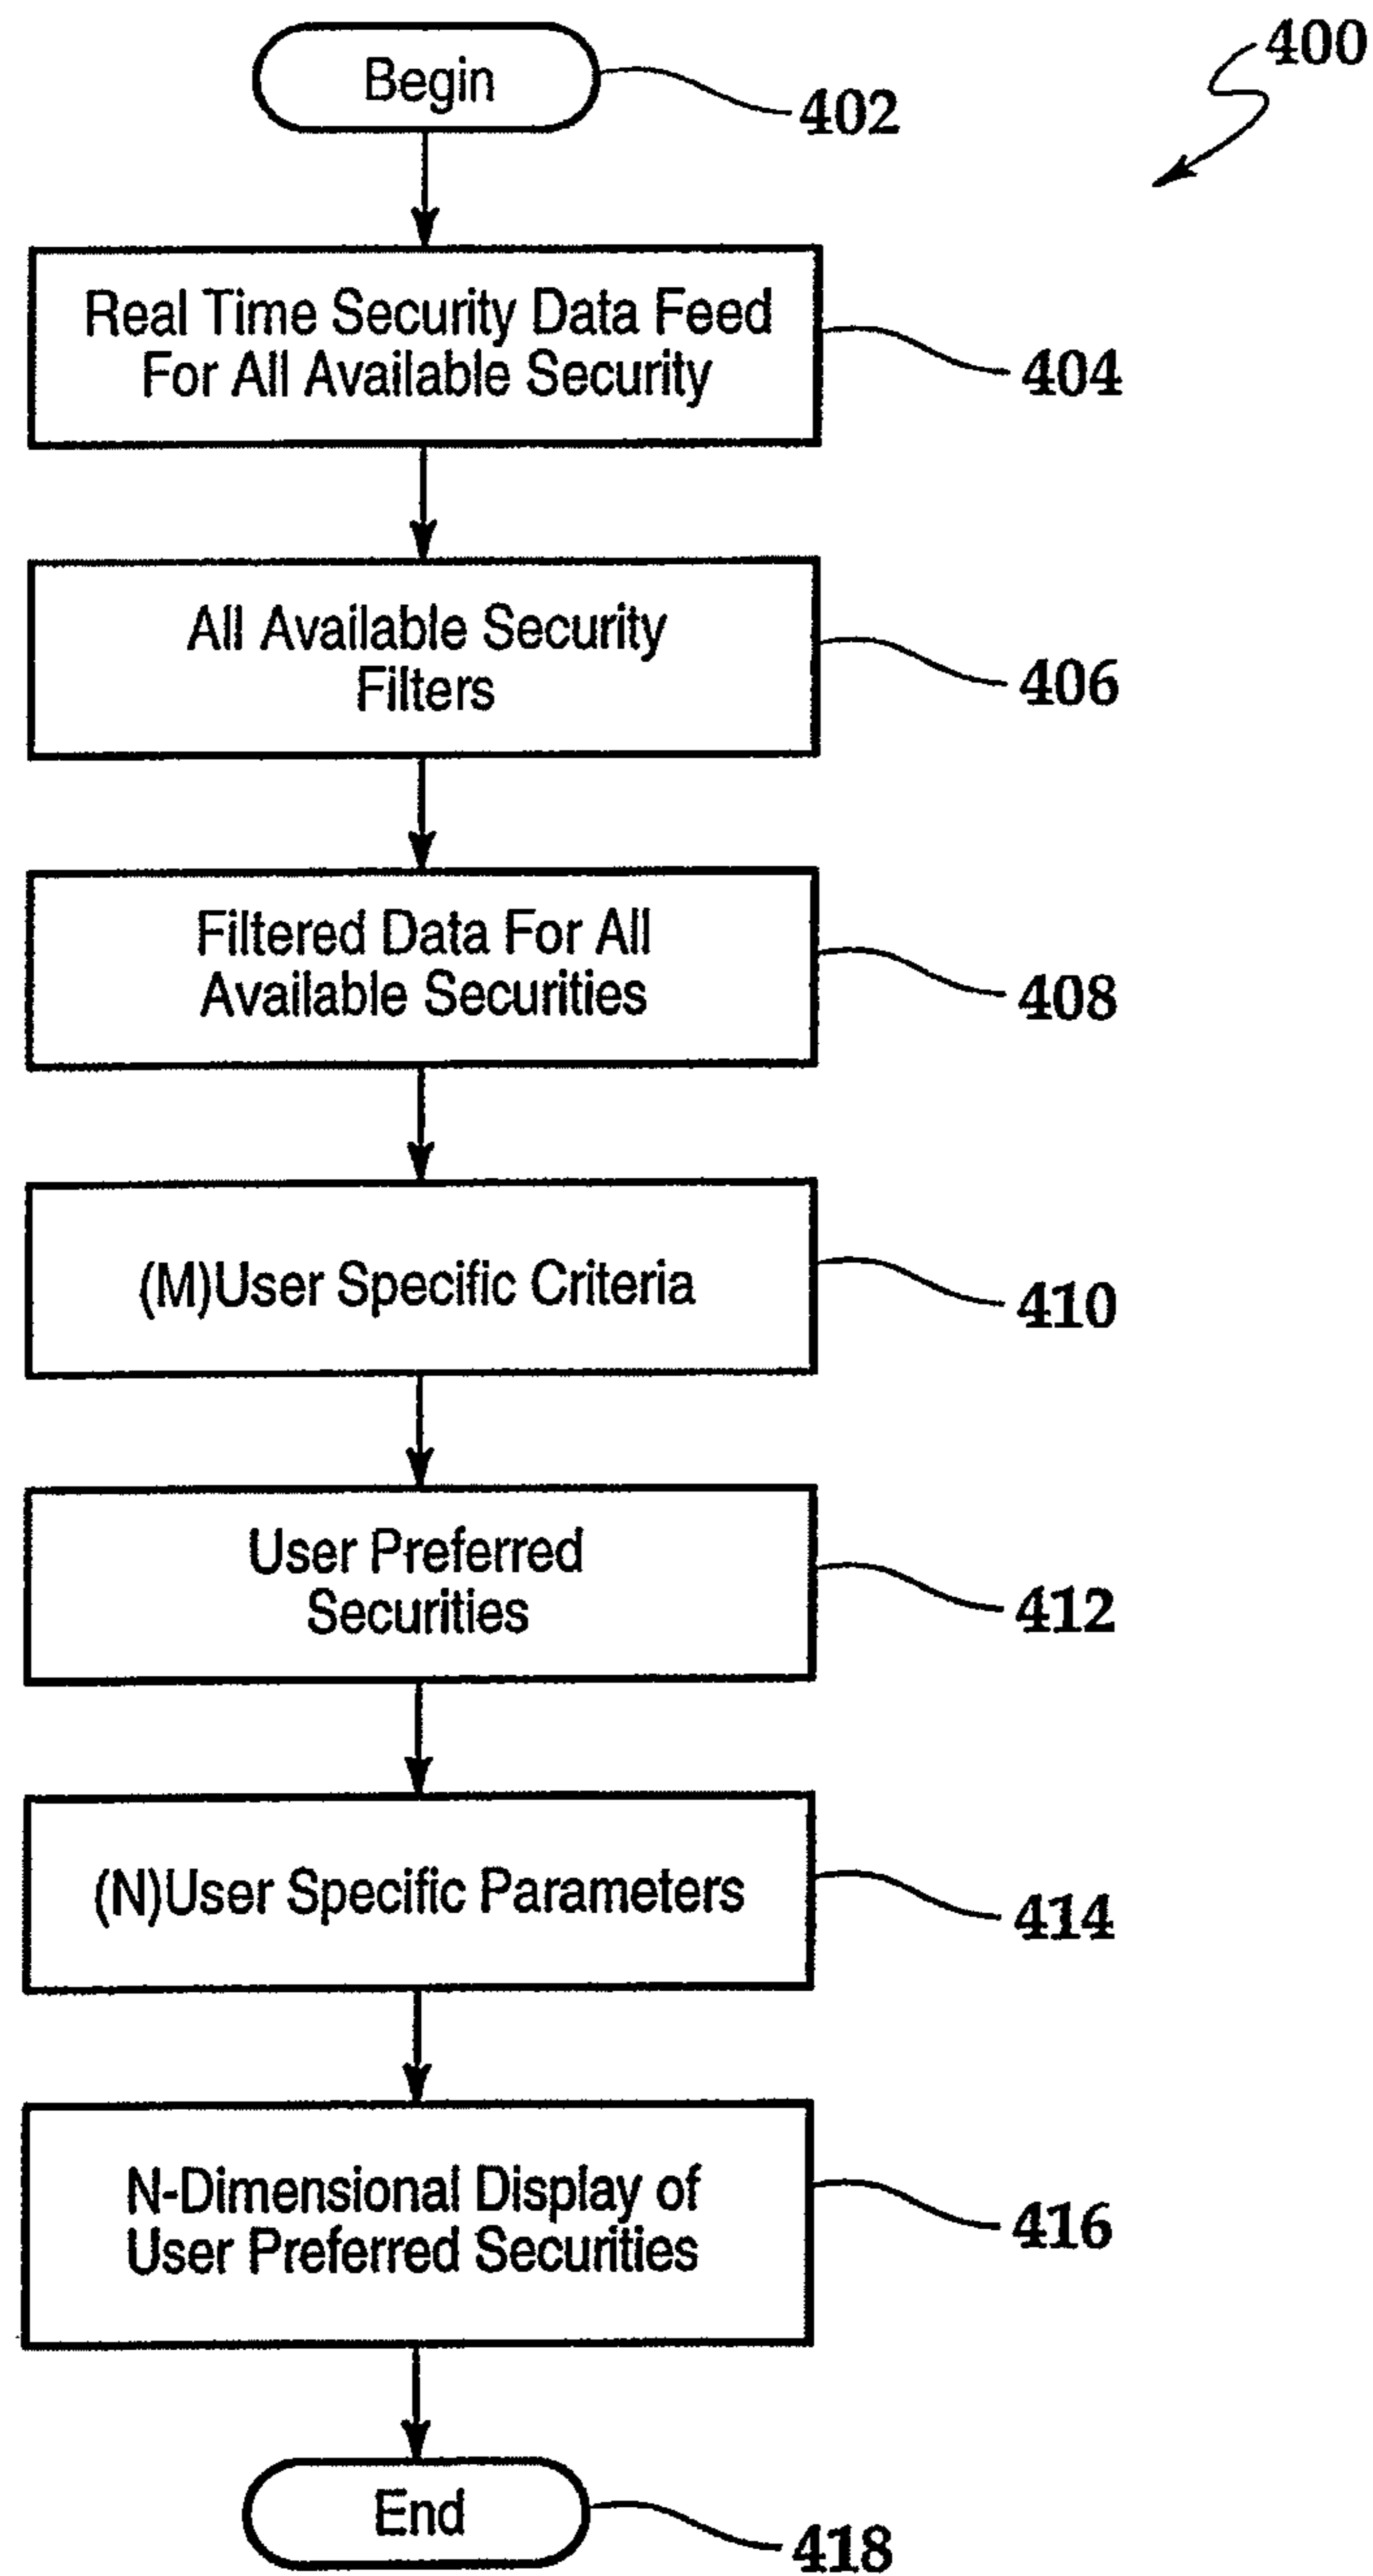 400
Begin
402
Real Time Security Data Feed
For All Available Security
404
All Available Security
Filters
406
Filtered Data For All
Available Securities
408
(M)User Specific Criteria
410
User Preferred
Securities
412
(N)User Specific Parameters
414
N-Dimensional Display of
User Preferred Securities
416
End
418